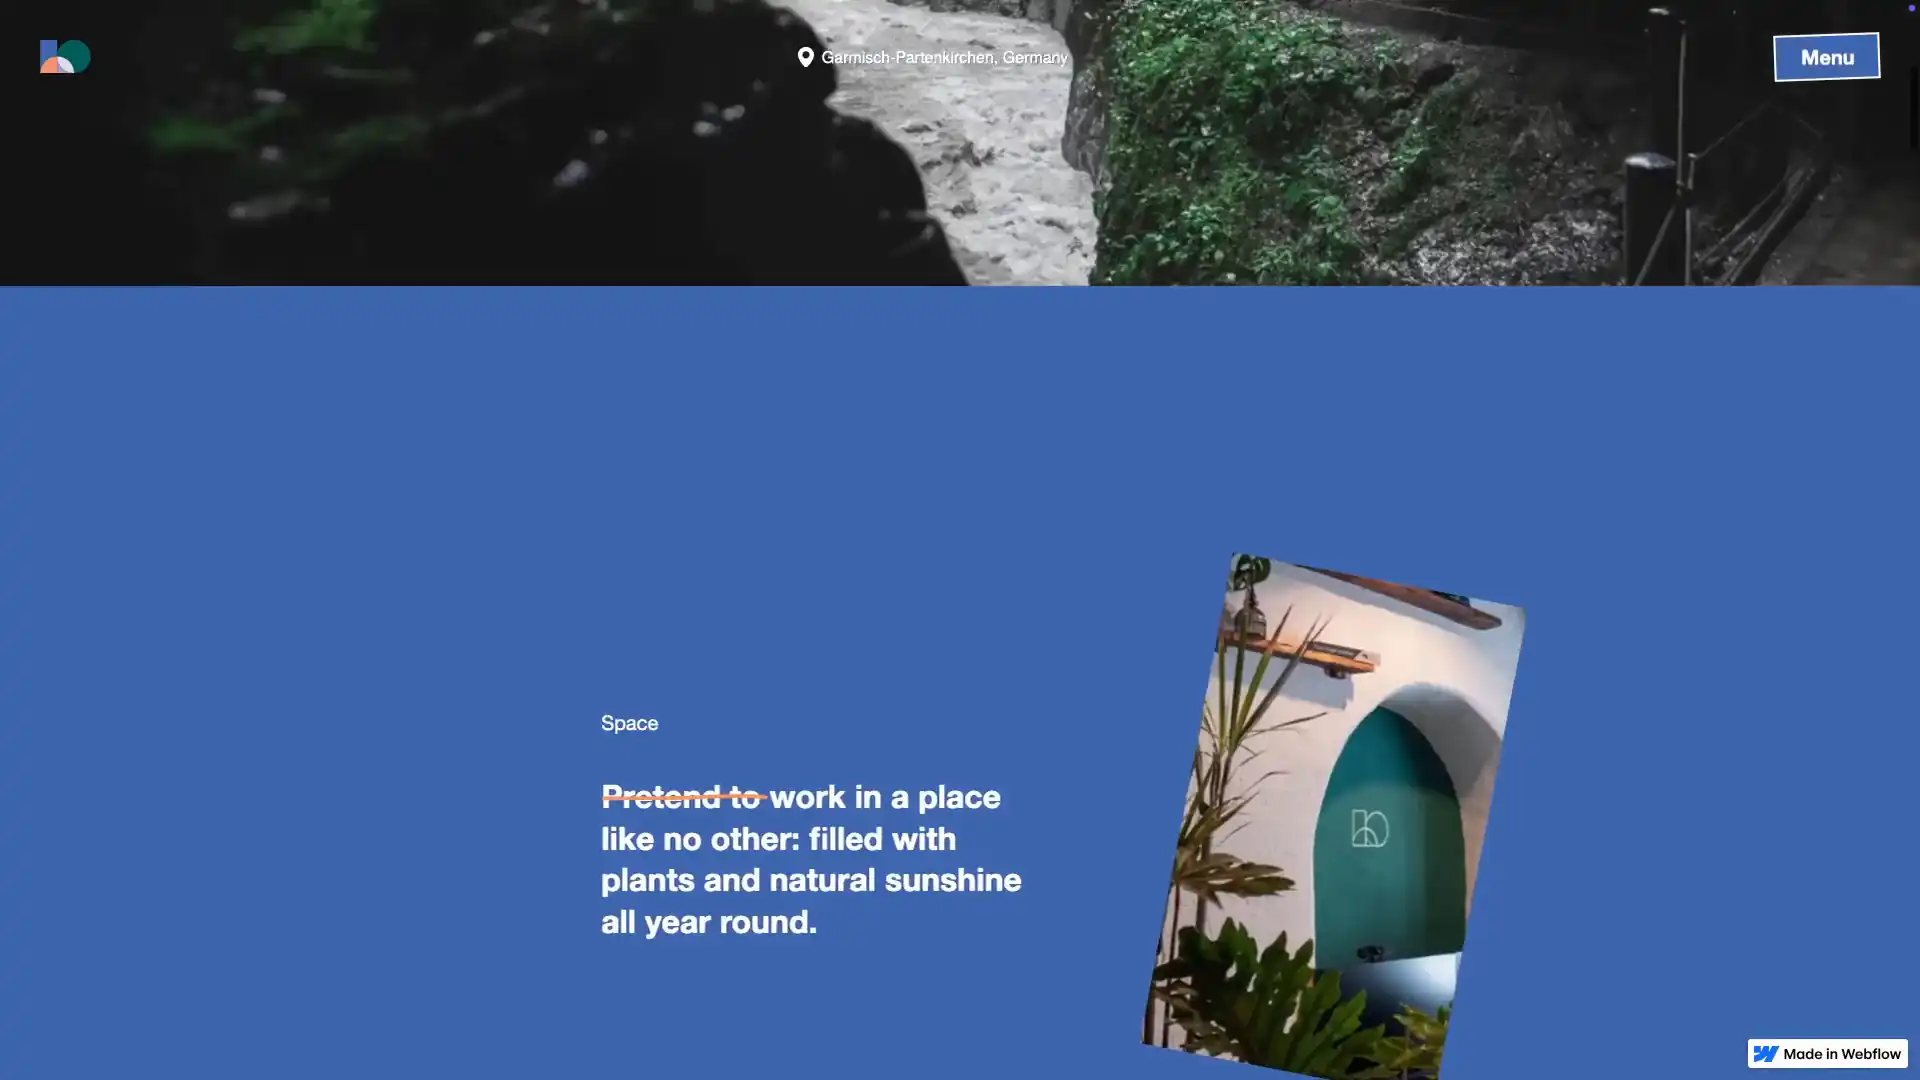 Garmisch-Partenkirchen, Germany
Menu
Space
Pretend to work in a place
like no other: filled with
plants and natural sunshine
all year round.
Made in Webflow